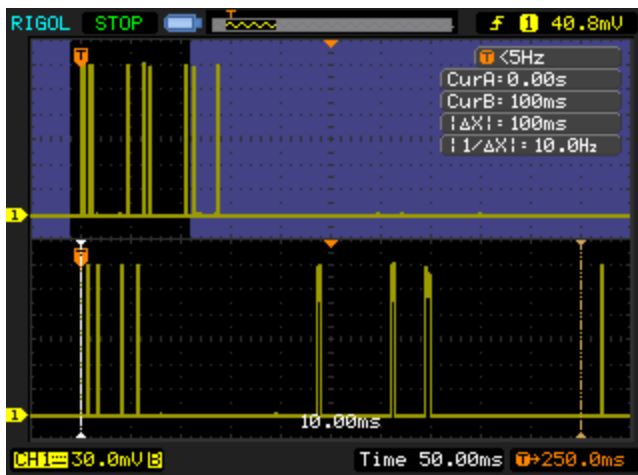 RIGOL STOP T f 1 40.8mV
T
T <5Hz
CurA=0.00s
CurB=100ms
|ΔX|=100ms
|1/ΔX|=10.0Hz
1
T
1
10.00ms
CH1 30.0mV B Time 50.00ms T→250.0ms